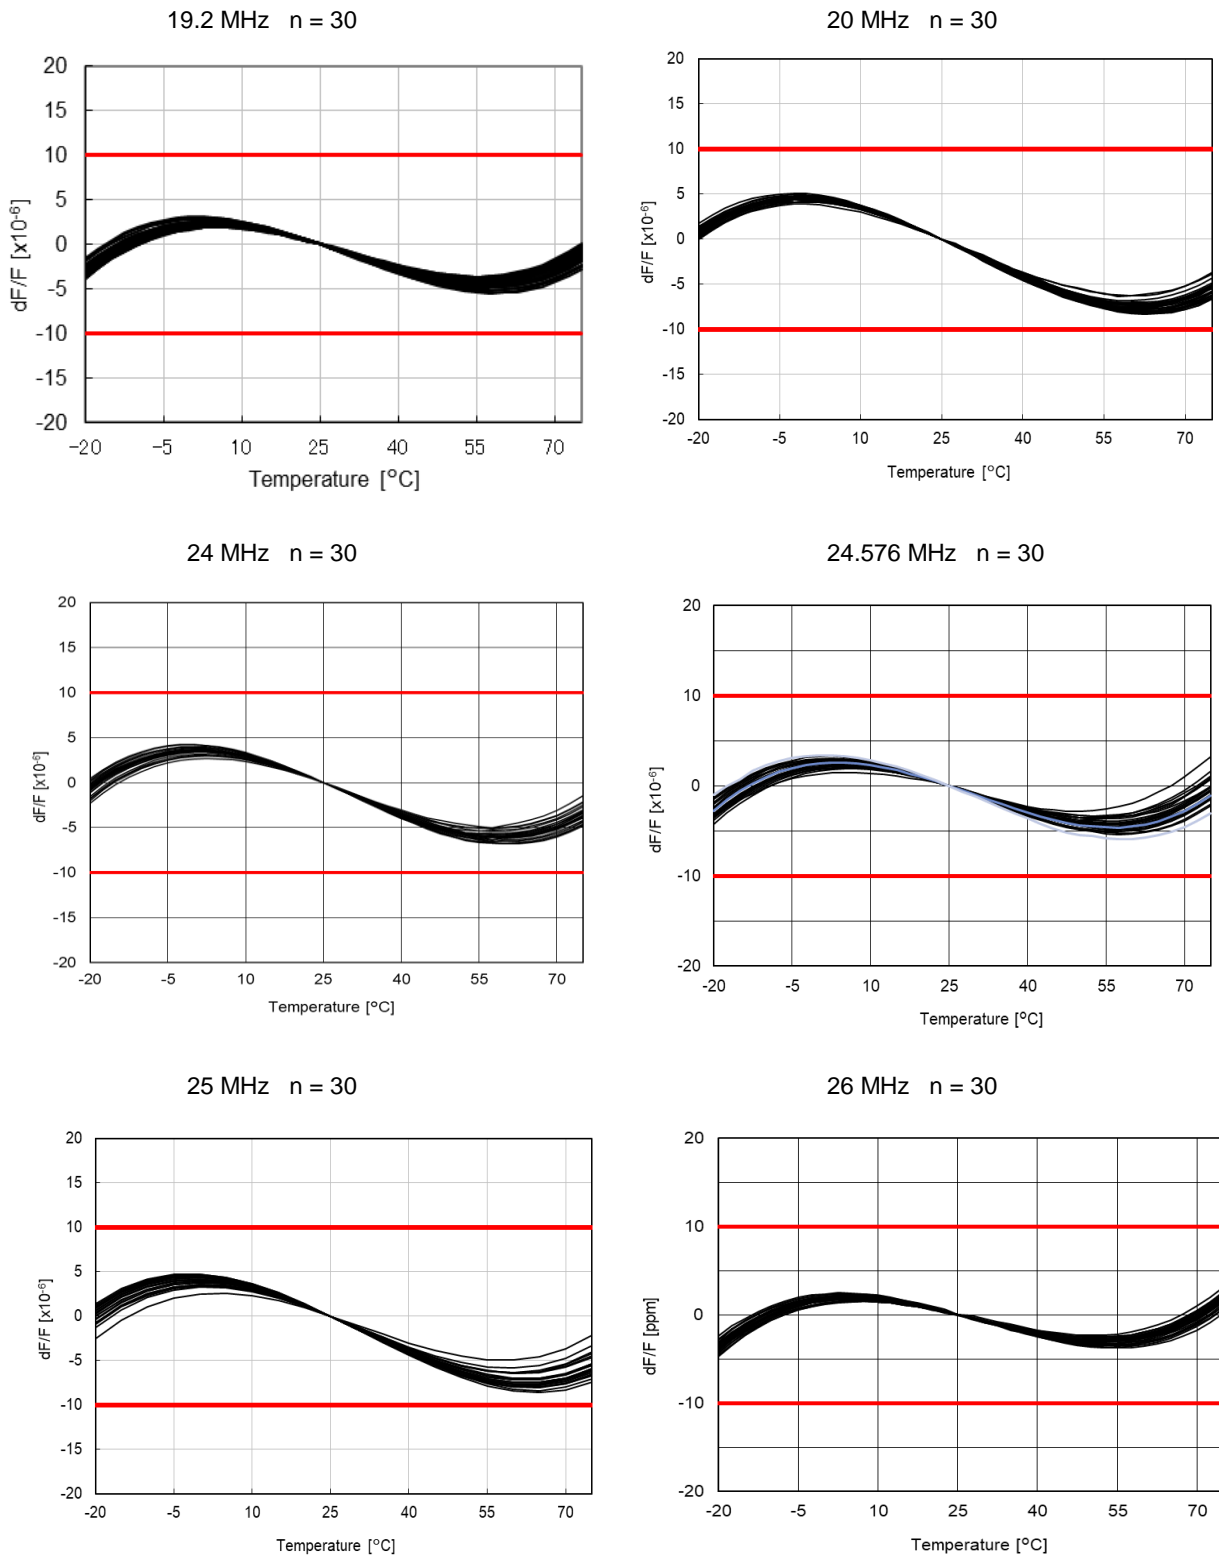 19.2 MHz n = 30
20
15
10
5
0
-5
-10
-15
-20
dF/F [x10-6]
-20 -5 10 25 40 55 70
Temperature [°C]
20 MHz n = 30
20
15
10
5
0
-5
-10
-15
-20
dF/F [x10-6]
-20 -5 10 25 40 55 70
Temperature [°C]
24 MHz n = 30
20
15
10
5
0
-5
-10
-15
-20
dF/F [x10-6]
-20 -5 10 25 40 55 70
Temperature [°C]
24.576 MHz n = 30
20
10
0
-10
-20
dF/F [x10-6]
-20 -5 10 25 40 55 70
Temperature [°C]
25 MHz n = 30
20
15
10
5
0
-5
-10
-15
-20
dF/F [x10-6]
-20 -5 10 25 40 55 70
Temperature [°C]
26 MHz n = 30
20
10
0
-10
-20
dF/F [ppm]
-20 -5 10 25 40 55 70
Temperature [°C]